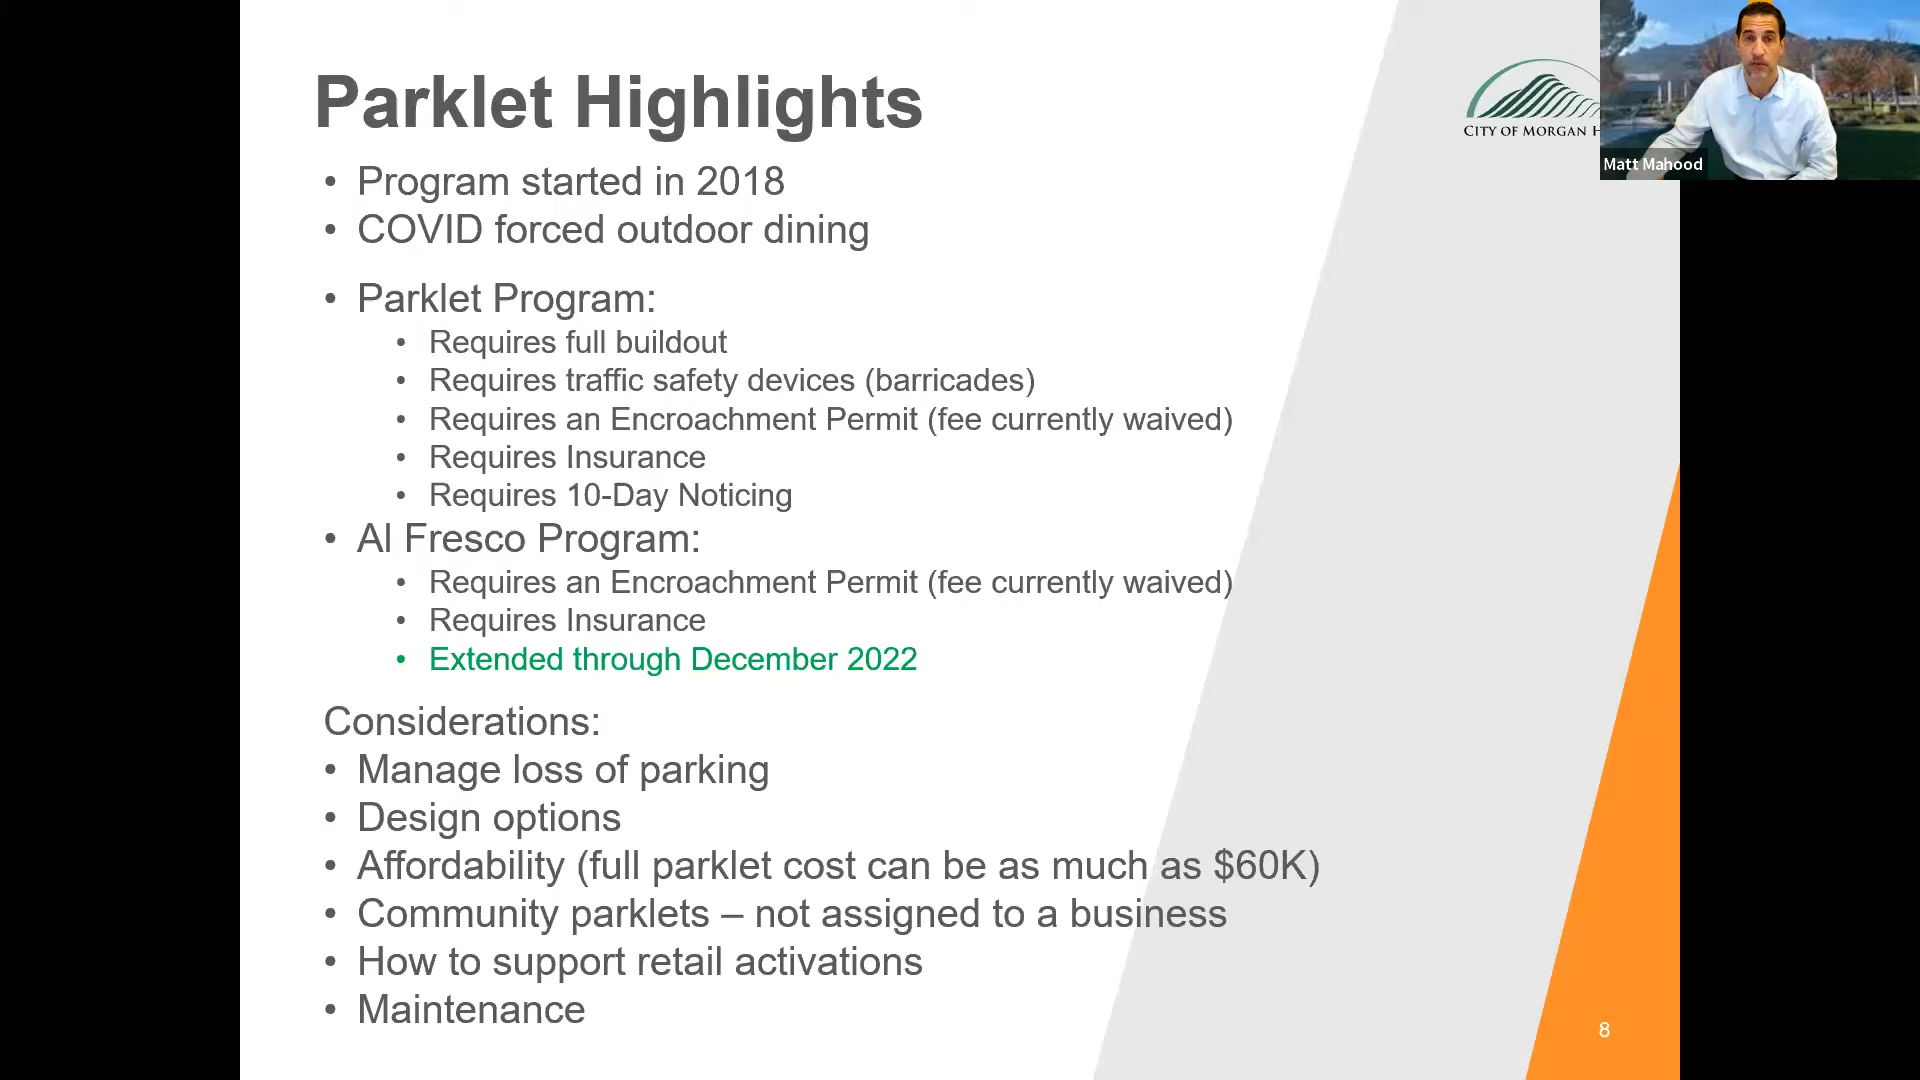 Parklet Highlights
• Program started in 2018
• COVID forced outdoor dining
• Parklet Program:
• Requires full buildout
• Requires traffic safety devices (barricades)
• Requires an Encroachment Permit (fee currently waived)
• Requires Insurance
• Requires 10-Day Noticing
• Al Fresco Program:
• Requires an Encroachment Permit (fee currently waived)
• Requires Insurance
• Extended through December 2022
Considerations:
• Manage loss of parking
• Design options
• Affordability (full parklet cost can be as much as $60K)
• Community parklets – not assigned to a business
• How to support retail activations
• Maintenance
CITY OF MORGAN H
Matt Mahood
8